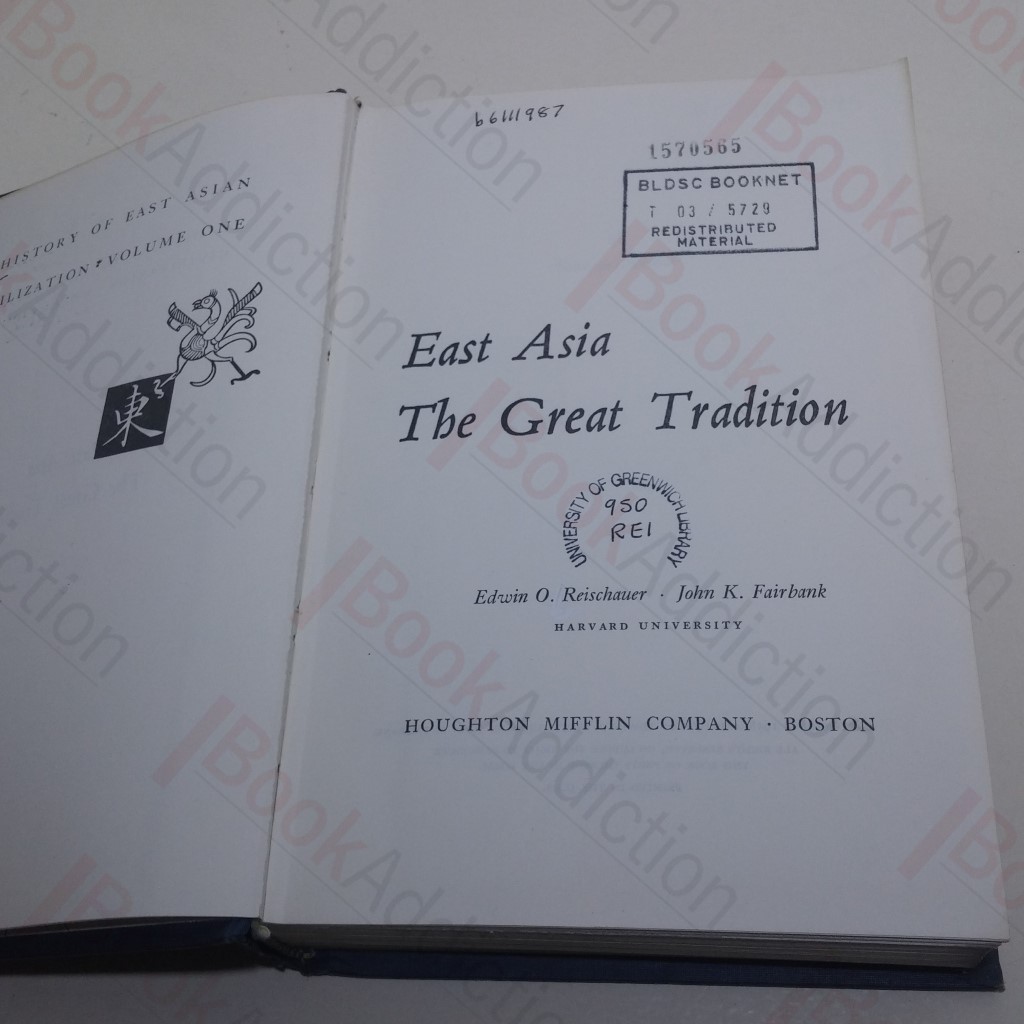 HISTORY OF EAST ASIAN
VOLUME ONE
東
b6111987
1570565
BLDSC BOOKNET
T 03 / 5729
REDISTRIBUTED
MATERIAL
East Asia
The Great Tradition
UNIVERSITY OF GREENWICH LIBRARY
950
REI
Edwin O. Reischauer · John K. Fairbank
HARVARD UNIVERSITY
HOUGHTON MIFFLIN COMPANY · BOSTON
BookAddiction